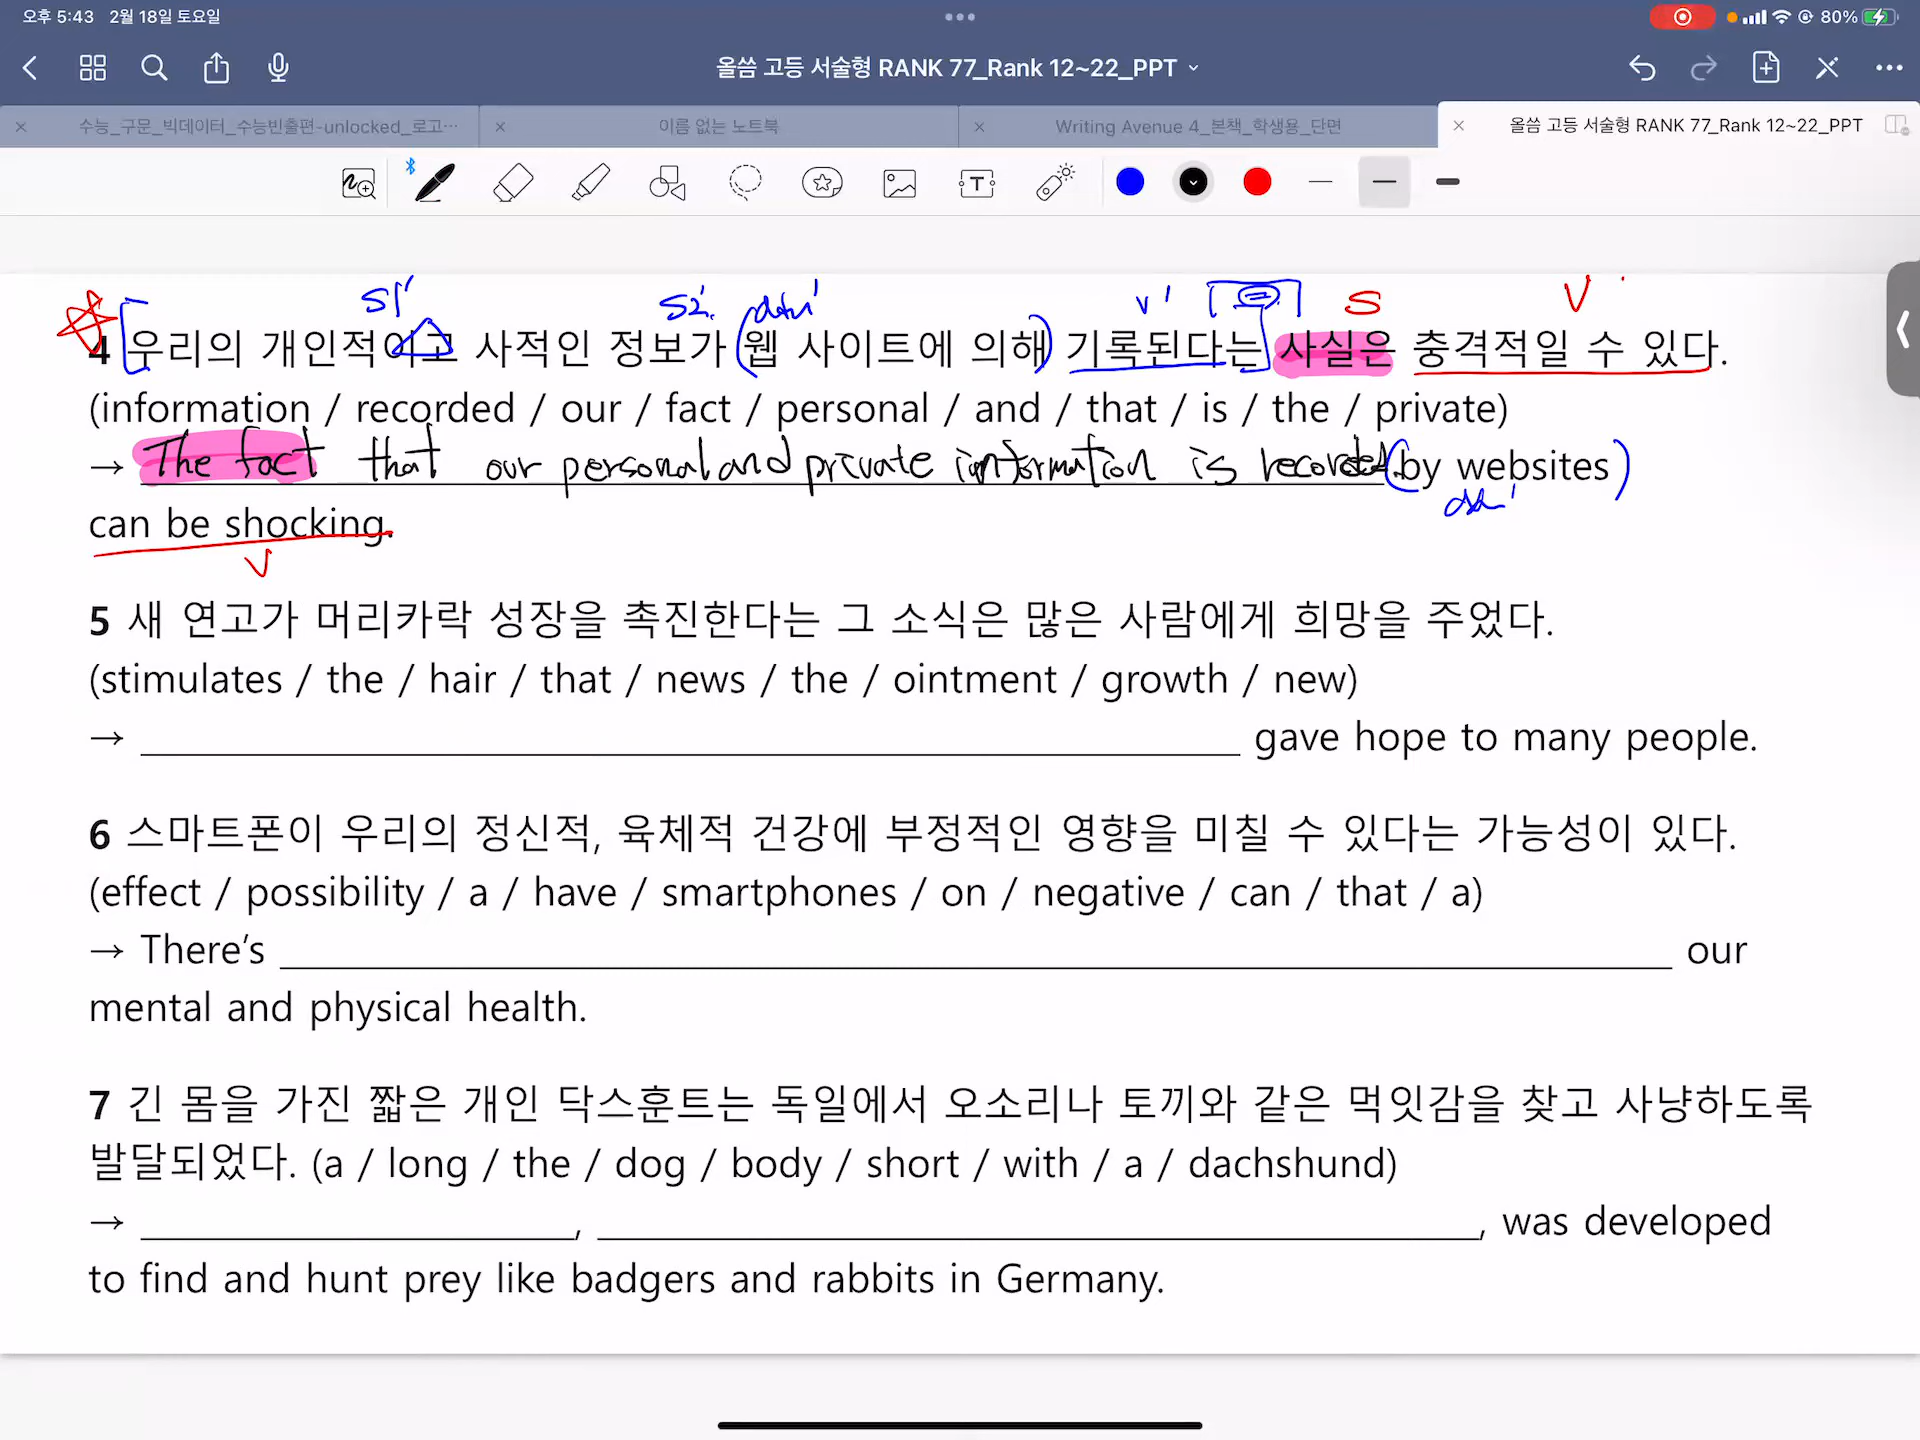 오후 5:43 2월 18일 토요일
80%
올씀 고등 서술형 RANK 77_Rank 12~22_PPT
수능_구문_빅데이터_수능빈출편-unlocked_로고…
이름 없는 노트북
Writing Avenue 4_본책_학생용_단면
올씀 고등 서술형 RANK 77_Rank 12~22_PPT
S1' S2'. v' S V
4 우리의 개인적이고 사적인 정보가 (웹 사이트에 의해) 기록된다는 사실은 충격적일 수 있다.
(information / recorded / our / fact / personal / and / that / is / the / private)
→ The fact that our personal and private information is recorded (by websites)
can be shocking.
V
5 새 연고가 머리카락 성장을 촉진한다는 그 소식은 많은 사람에게 희망을 주었다.
(stimulates / the / hair / that / news / the / ointment / growth / new)
→ gave hope to many people.
6 스마트폰이 우리의 정신적, 육체적 건강에 부정적인 영향을 미칠 수 있다는 가능성이 있다.
(effect / possibility / a / have / smartphones / on / negative / can / that / a)
→ There's our
mental and physical health.
7 긴 몸을 가진 짧은 개인 닥스훈트는 독일에서 오소리나 토끼와 같은 먹잇감을 찾고 사냥하도록
발달되었다. (a / long / the / dog / body / short / with / a / dachshund)
→ , , was developed
to find and hunt prey like badgers and rabbits in Germany.